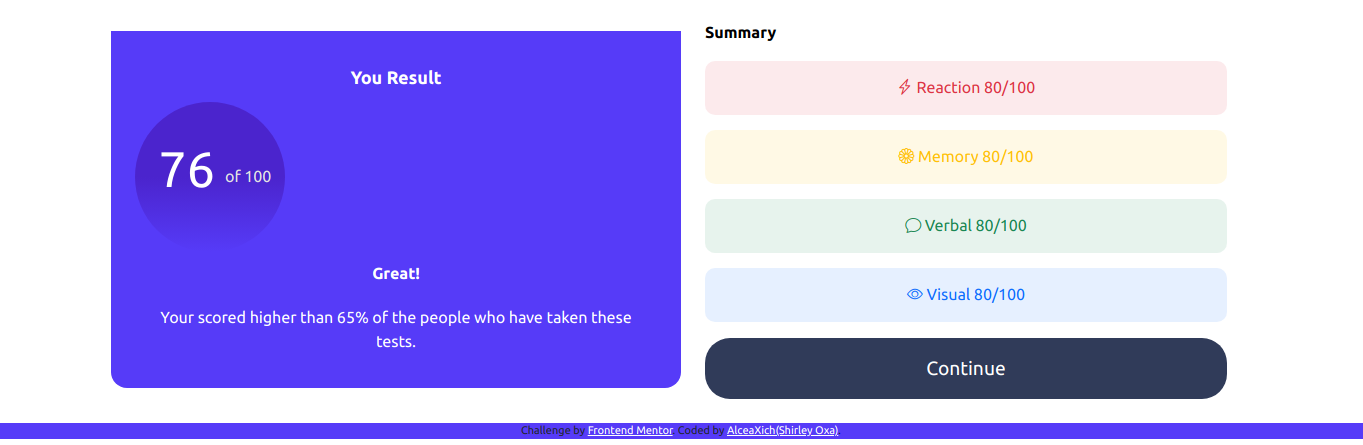 You Result
76 of 100
Great!
Your scored higher than 65% of the people who have taken these
tests.
Summary
Reaction 80/100
Memory 80/100
Verbal 80/100
Visual 80/100
Continue
Challenge by Frontend Mentor. Coded by AlceaXich(Shirley Oxa).